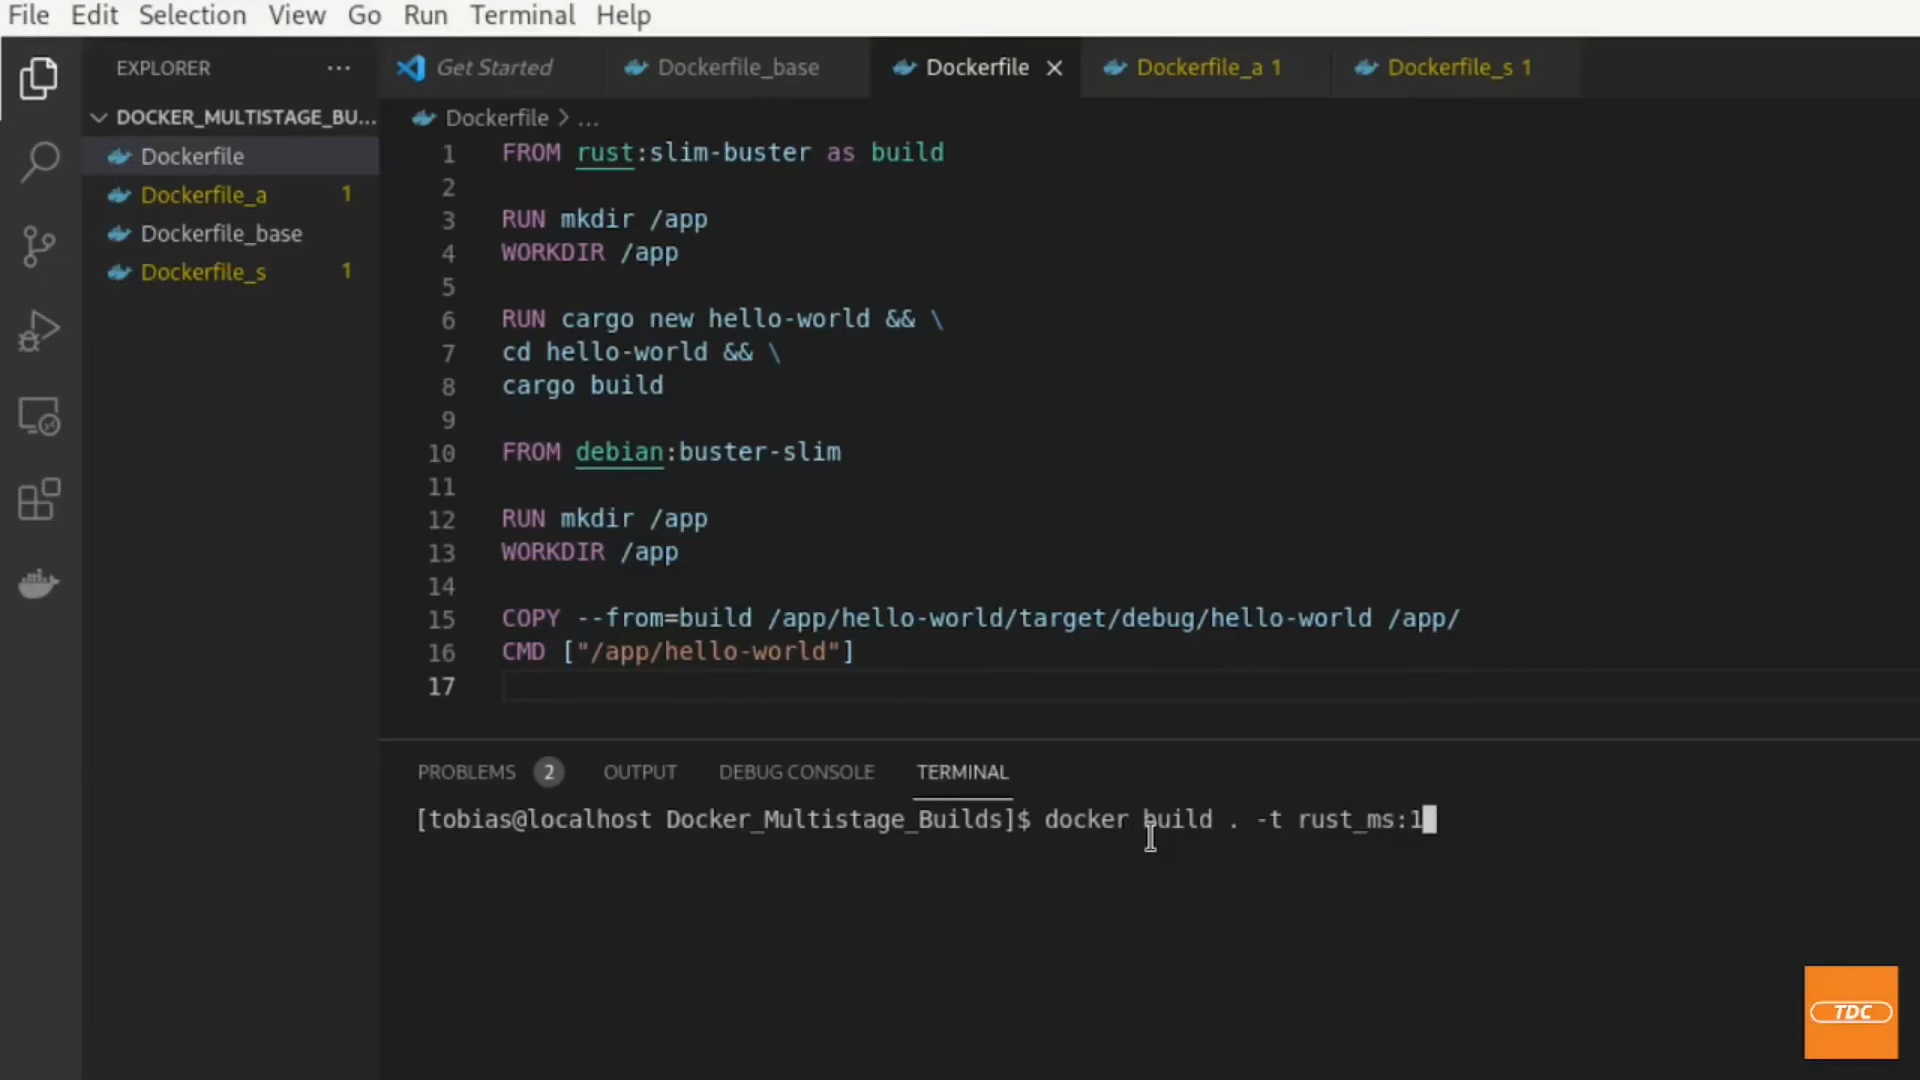 File Edit Selection View Go Run Terminal Help
EXPLORER ...
Get Started Dockerfile_base Dockerfile Dockerfile_a 1 Dockerfile_s 1
DOCKER_MULTISTAGE_BU...
Dockerfile
Dockerfile_a 1
Dockerfile_base
Dockerfile_s 1
Dockerfile > ...
1 FROM rust:slim-buster as build
2
3 RUN mkdir /app
4 WORKDIR /app
5
6 RUN cargo new hello-world && \
7 cd hello-world && \
8 cargo build
9
10 FROM debian:buster-slim
11
12 RUN mkdir /app
13 WORKDIR /app
14
15 COPY --from=build /app/hello-world/target/debug/hello-world /app/
16 CMD ["/app/hello-world"]
17
PROBLEMS 2 OUTPUT DEBUG CONSOLE TERMINAL
[tobias@localhost Docker_Multistage_Builds]$ docker build . -t rust_ms:1
TDC